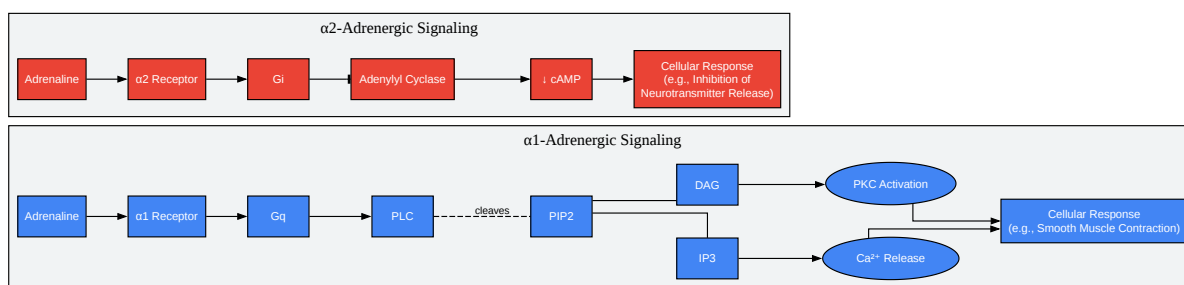 α2-Adrenergic Signaling
Adrenaline
α2 Receptor
Gi
Adenylyl Cyclase
↓ cAMP
Cellular Response
(e.g., Inhibition of
Neurotransmitter Release)
α1-Adrenergic Signaling
Adrenaline
α1 Receptor
Gq
PLC
cleaves
PIP2
DAG
PKC Activation
IP3
Ca²⁺ Release
Cellular Response
(e.g., Smooth Muscle Contraction)